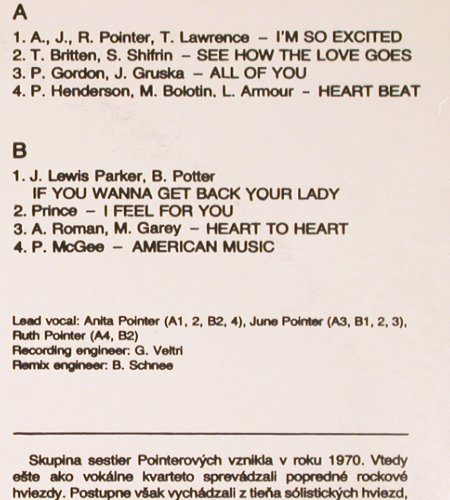 A
1. A., J., R. Pointer, T. Lawrence – I'M SO EXCITED
2. T. Britten, S. Shifrin – SEE HOW THE LOVE GOES
3. P. Gordon, J. Gruska – ALL OF YOU
4. P. Henderson, M. Bolotin, L. Armour – HEART BEAT
B
1. J. Lewis Parker, B. Potter
IF YOU WANNA GET BACK YOUR LADY
2. Prince – I FEEL FOR YOU
3. A. Roman, M. Garey – HEART TO HEART
4. P. McGee – AMERICAN MUSIC
Lead vocal: Anita Pointer (A1, 2, B2, 4), June Pointer (A3, B1, 2, 3),
Ruth Pointer (A4, B2)
Recording engineer: G. Veltri
Remix engineer: B. Schnee
Skupina sestier Pointerových vznikla v roku 1970. Vtedy
ešte ako vokálne kvarteto sprevádzali popredné rockové
hviezdy. Postupne však vychádzali z tieňa sólistických hviezd